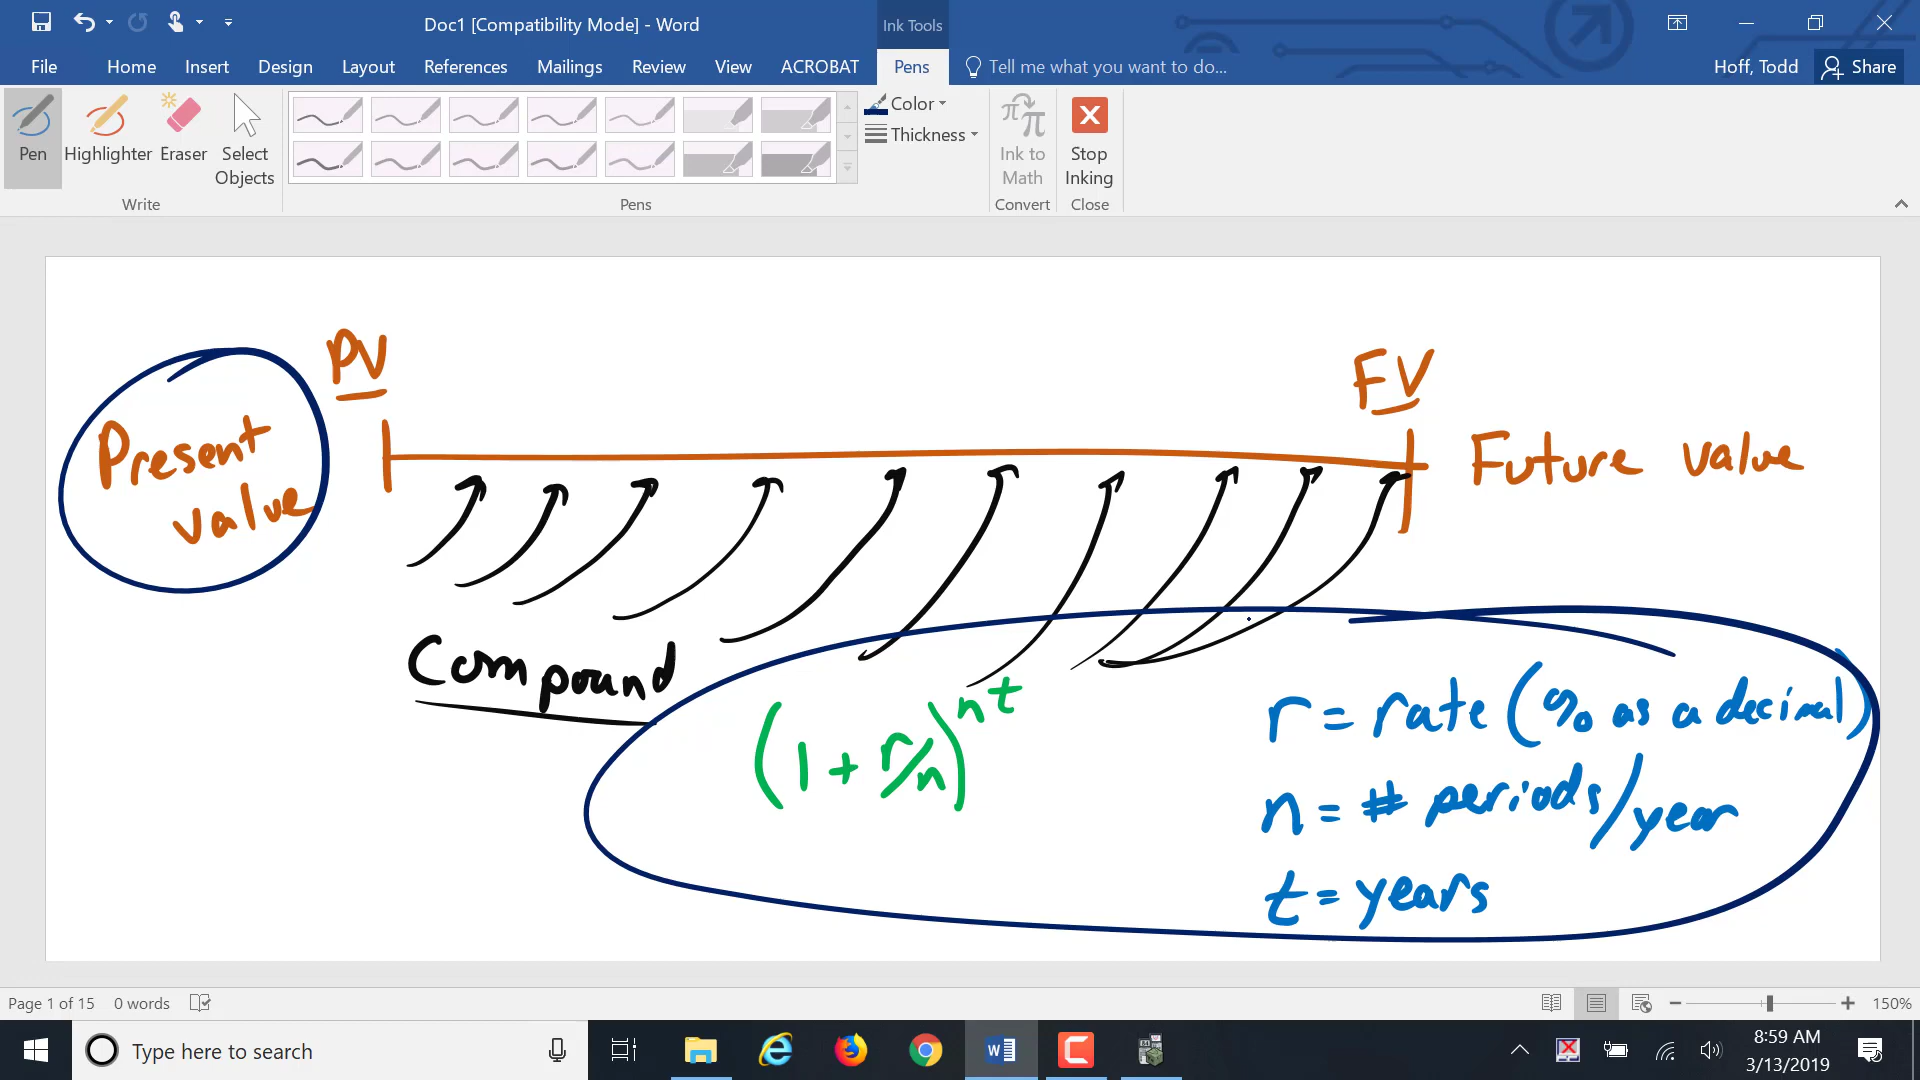 Doc1 [Compatibility Mode] - Word
Ink Tools
File Home Insert Design Layout References Mailings Review View ACROBAT Pens Tell me what you want to do... Hoff, Todd Share
Pen Highlighter Eraser Select Objects
Color
Thickness
Ink to Math
Stop Inking
Write Pens Convert Close
PV
FV
Present value
Future value
Compound
(1 + r/n)^nt
r = rate (% as a decimal)
n = # periods/year
t = years
Page 1 of 15 0 words 150%
Type here to search
8:59 AM
3/13/2019